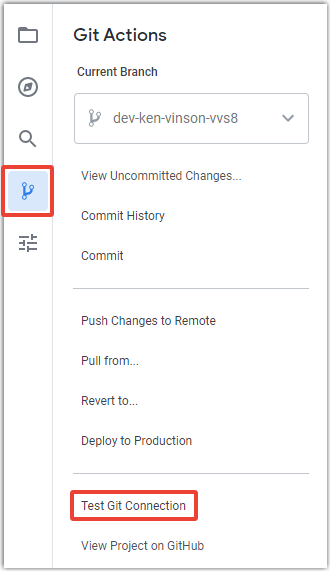 Git Actions
Current Branch
dev-ken-vinson-vvs8
View Uncommitted Changes...
Commit History
Commit
Push Changes to Remote
Pull from...
Revert to...
Deploy to Production
Test Git Connection
View Project on GitHub